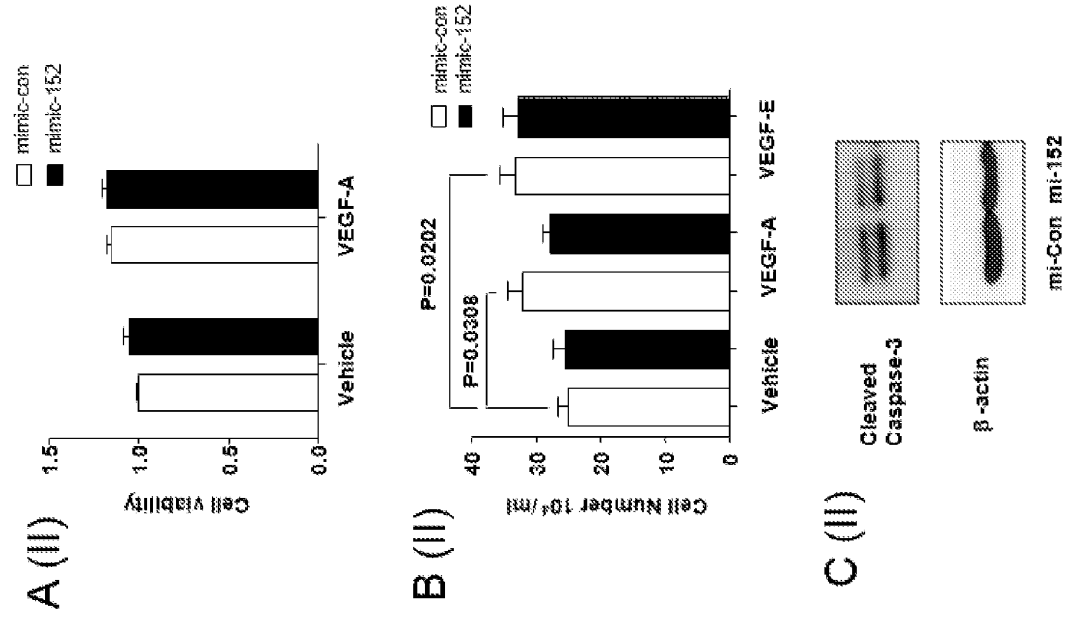 A (II)
mimic-con
mimic-152
Cell viability
1.5
1.0
0.5
0.0
Vehicle
VEGF-A
B (II)
mimic-con
mimic-152
Cell Number 10⁴/ml
40
30
20
10
0
P=0.0202
P=0.0308
Vehicle
VEGF-A
VEGF-E
C (II)
Cleaved
Caspase-3
β-actin
mi-Con mi-152